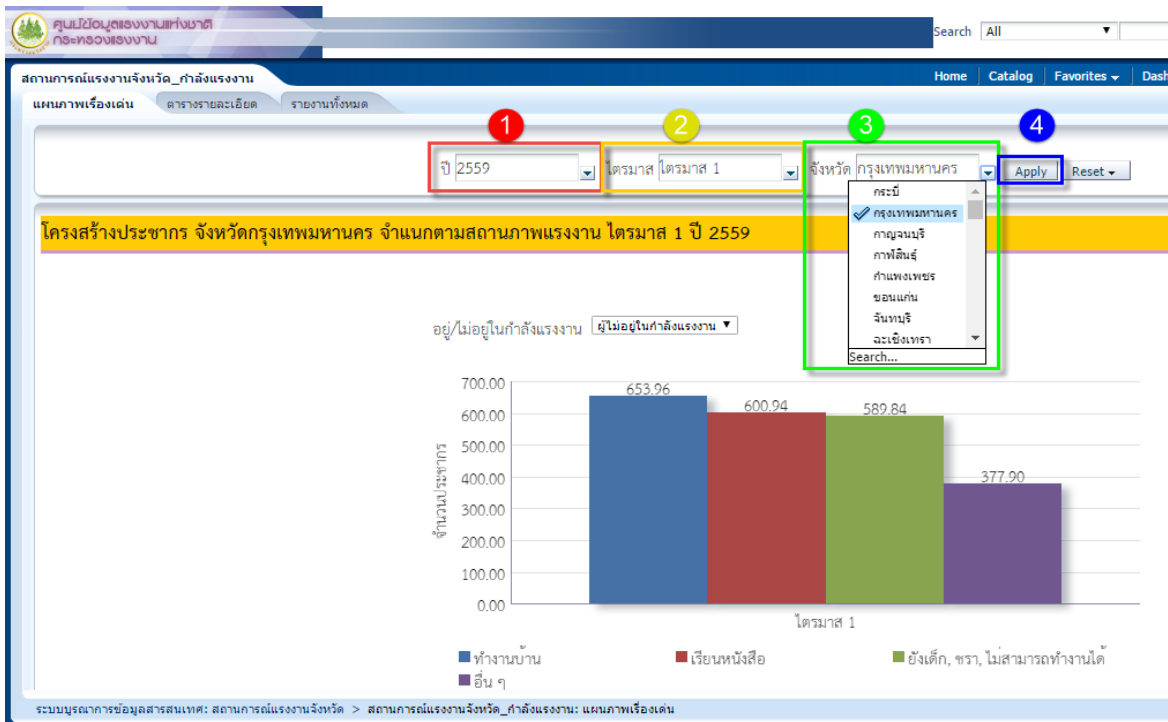 ศูนย์ข้อมูลแรงงานแห่งชาติ
กระทรวงแรงงาน
Search All
สถานการณ์แรงงานจังหวัด_กำลังแรงงาน
Home Catalog Favorites Dash
แผนภาพเรื่องเด่น ตารางรายละเอียด รายงานทั้งหมด
1 2 3 4
ปี 2559 ไตรมาส ไตรมาส 1 จังหวัด กรุงเทพมหานคร Apply Reset
กระบี่
กรุงเทพมหานคร
กาญจนบุรี
กาฬสินธุ์
กำแพงเพชร
ขอนแก่น
จันทบุรี
ฉะเชิงเทรา
Search...
โครงสร้างประชากร จังหวัดกรุงเทพมหานคร จำแนกตามสถานภาพแรงงาน ไตรมาส 1 ปี 2559
อยู่/ไม่อยู่ในกำลังแรงงาน ผู้ไม่อยู่ในกำลังแรงงาน
จำนวนประชากร
700.00
600.00
500.00
400.00
300.00
200.00
100.00
0.00
653.96
600.94
589.84
377.90
ไตรมาส 1
ทำงานบ้าน เรียนหนังสือ ยังเด็ก, ชรา, ไม่สามารถทำงานได้
อื่น ๆ
ระบบบูรณาการข้อมูลสารสนเทศ: สถานการณ์แรงงานจังหวัด > สถานการณ์แรงงานจังหวัด_กำลังแรงงาน: แผนภาพเรื่องเด่น